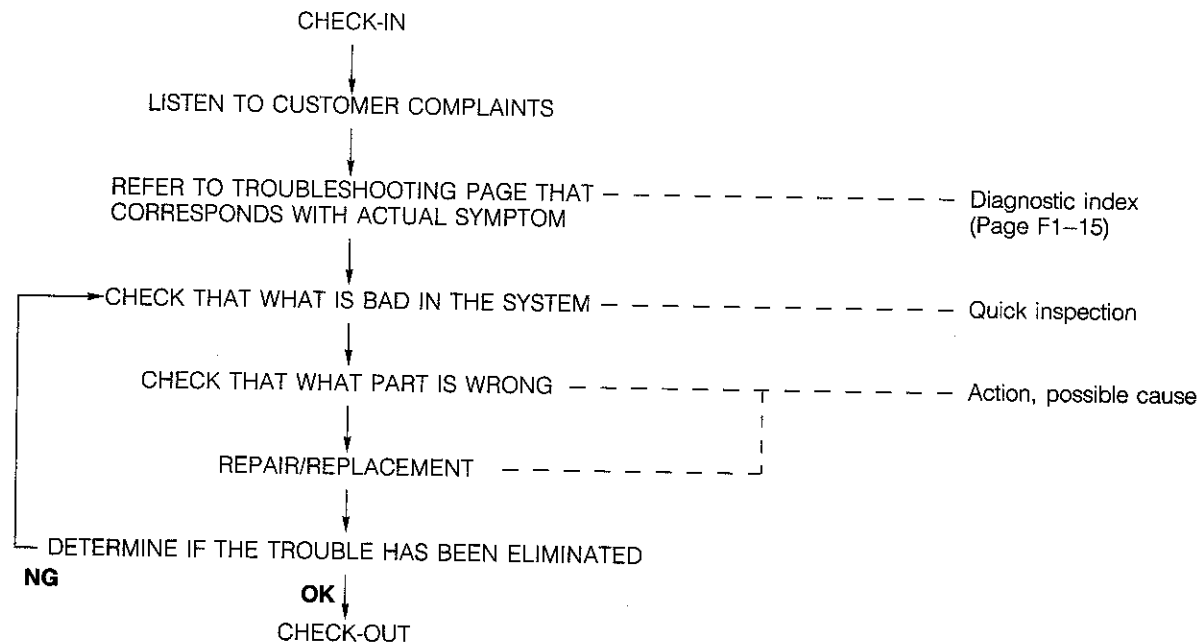 CHECK-IN
LISTEN TO CUSTOMER COMPLAINTS
REFER TO TROUBLESHOOTING PAGE THAT
CORRESPONDS WITH ACTUAL SYMPTOM
Diagnostic index
(Page F1–15)
CHECK THAT WHAT IS BAD IN THE SYSTEM
Quick inspection
CHECK THAT WHAT PART IS WRONG
Action, possible cause
REPAIR/REPLACEMENT
DETERMINE IF THE TROUBLE HAS BEEN ELIMINATED
NG
OK
CHECK-OUT